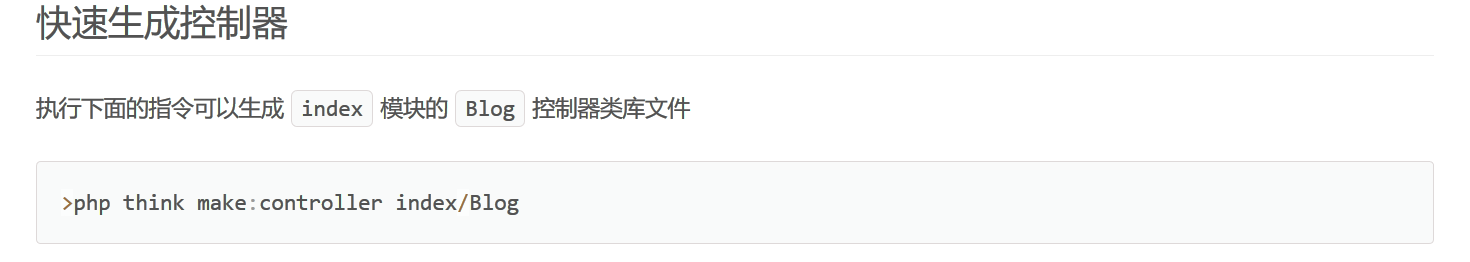 快速生成控制器
执行下面的指令可以生成 index 模块的 Blog 控制器类库文件
>php think make:controller index/Blog